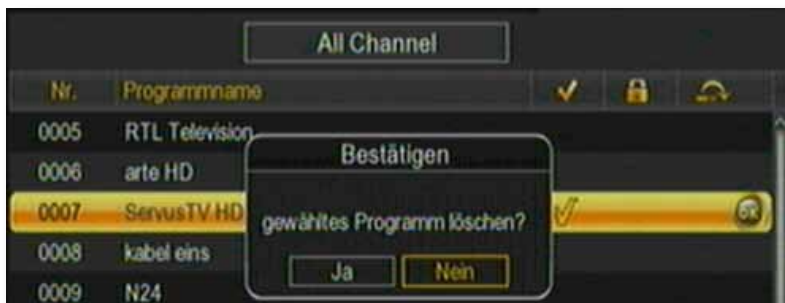 All Channel
Nr. Programmname
0005 RTL Television
0006 arte HD
0007 ServusTV HD OK
0008 kabel eins
0009 N24
Bestätigen
gewähltes Programm löschen?
Ja Nein